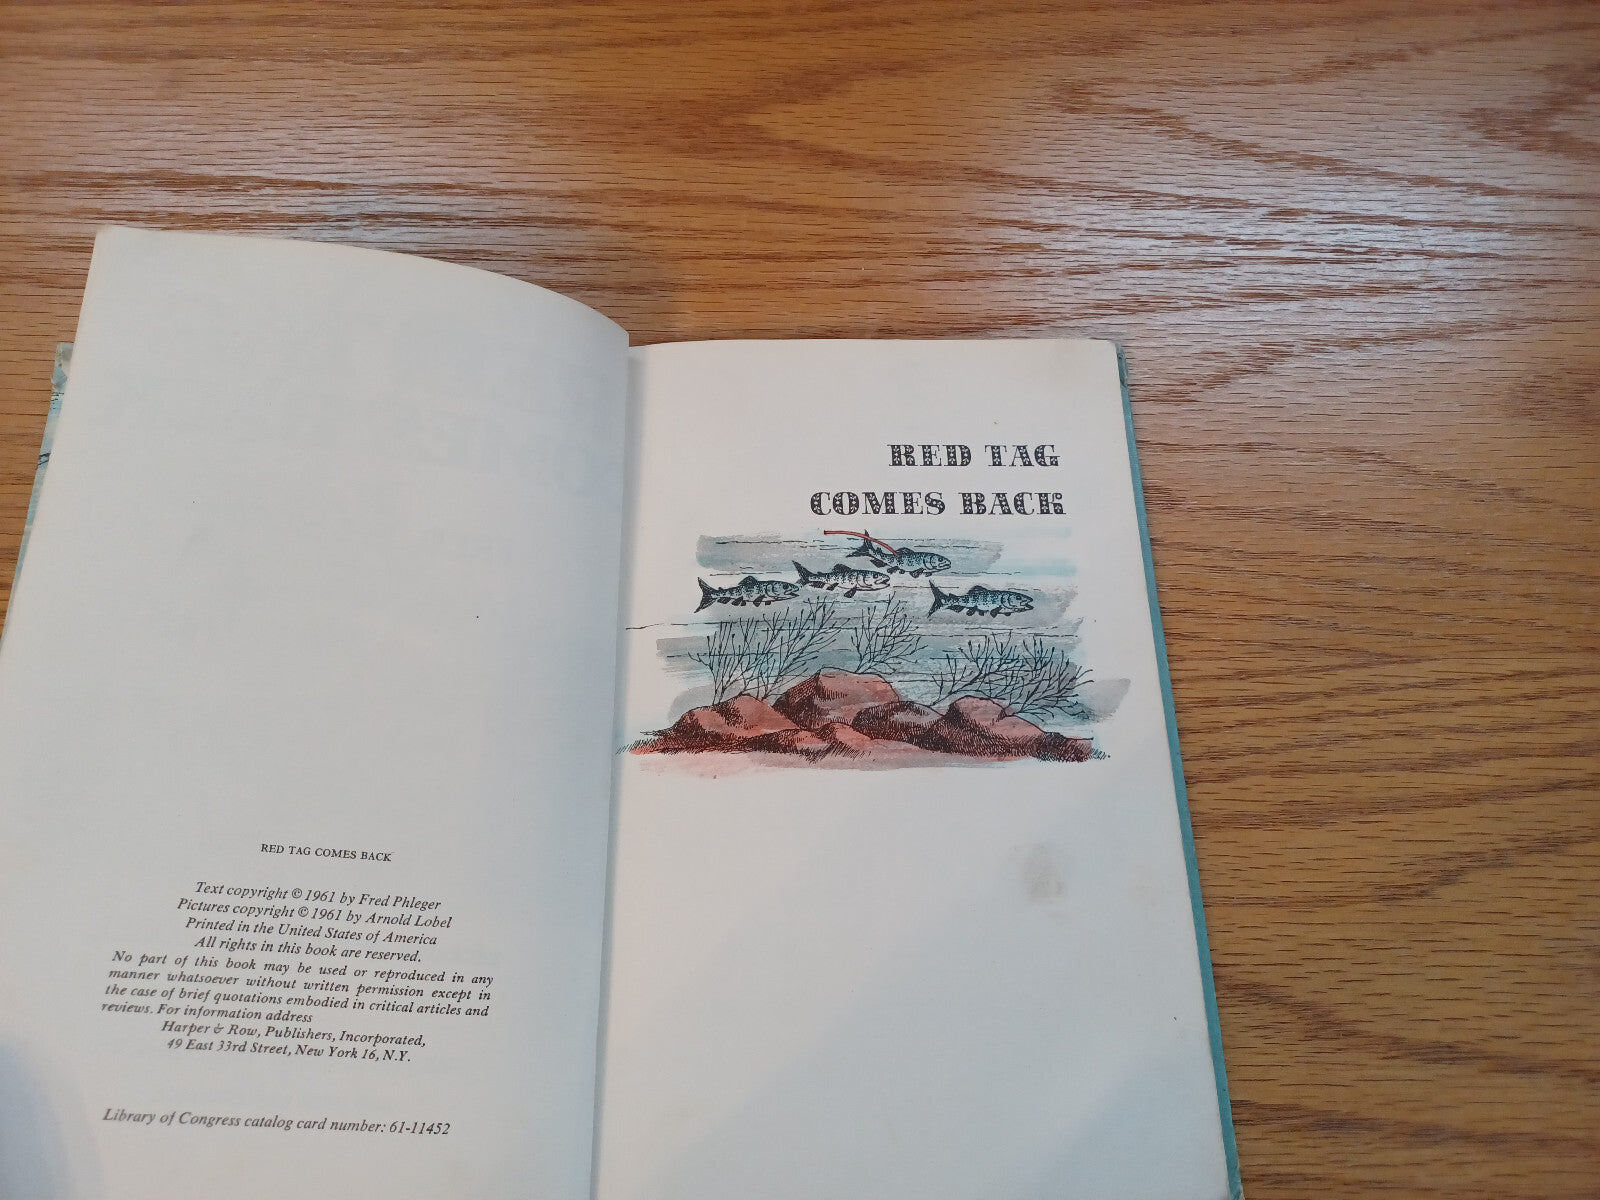 RED TAG COMES BACK
Text copyright © 1961 by Fred Phleger
Pictures copyright © 1961 by Arnold Lobel
Printed in the United States of America
All rights in this book are reserved.
No part of this book may be used or reproduced in any
manner whatsoever without written permission except in
the case of brief quotations embodied in critical articles and
reviews. For information address
Harper & Row, Publishers, Incorporated,
49 East 33rd Street, New York 16, N.Y.
Library of Congress catalog card number: 61-11452
RED TAG
COMES BACK